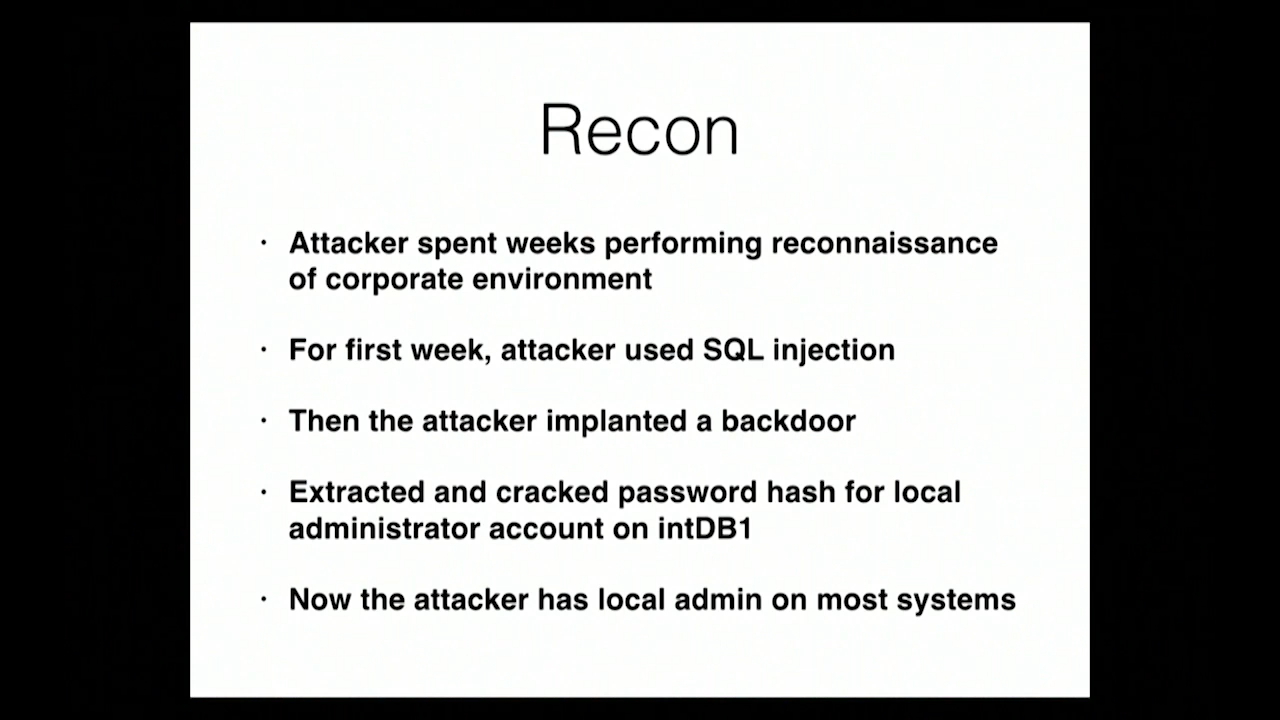 Recon
· Attacker spent weeks performing reconnaissance
of corporate environment
· For first week, attacker used SQL injection
· Then the attacker implanted a backdoor
· Extracted and cracked password hash for local
administrator account on intDB1
· Now the attacker has local admin on most systems